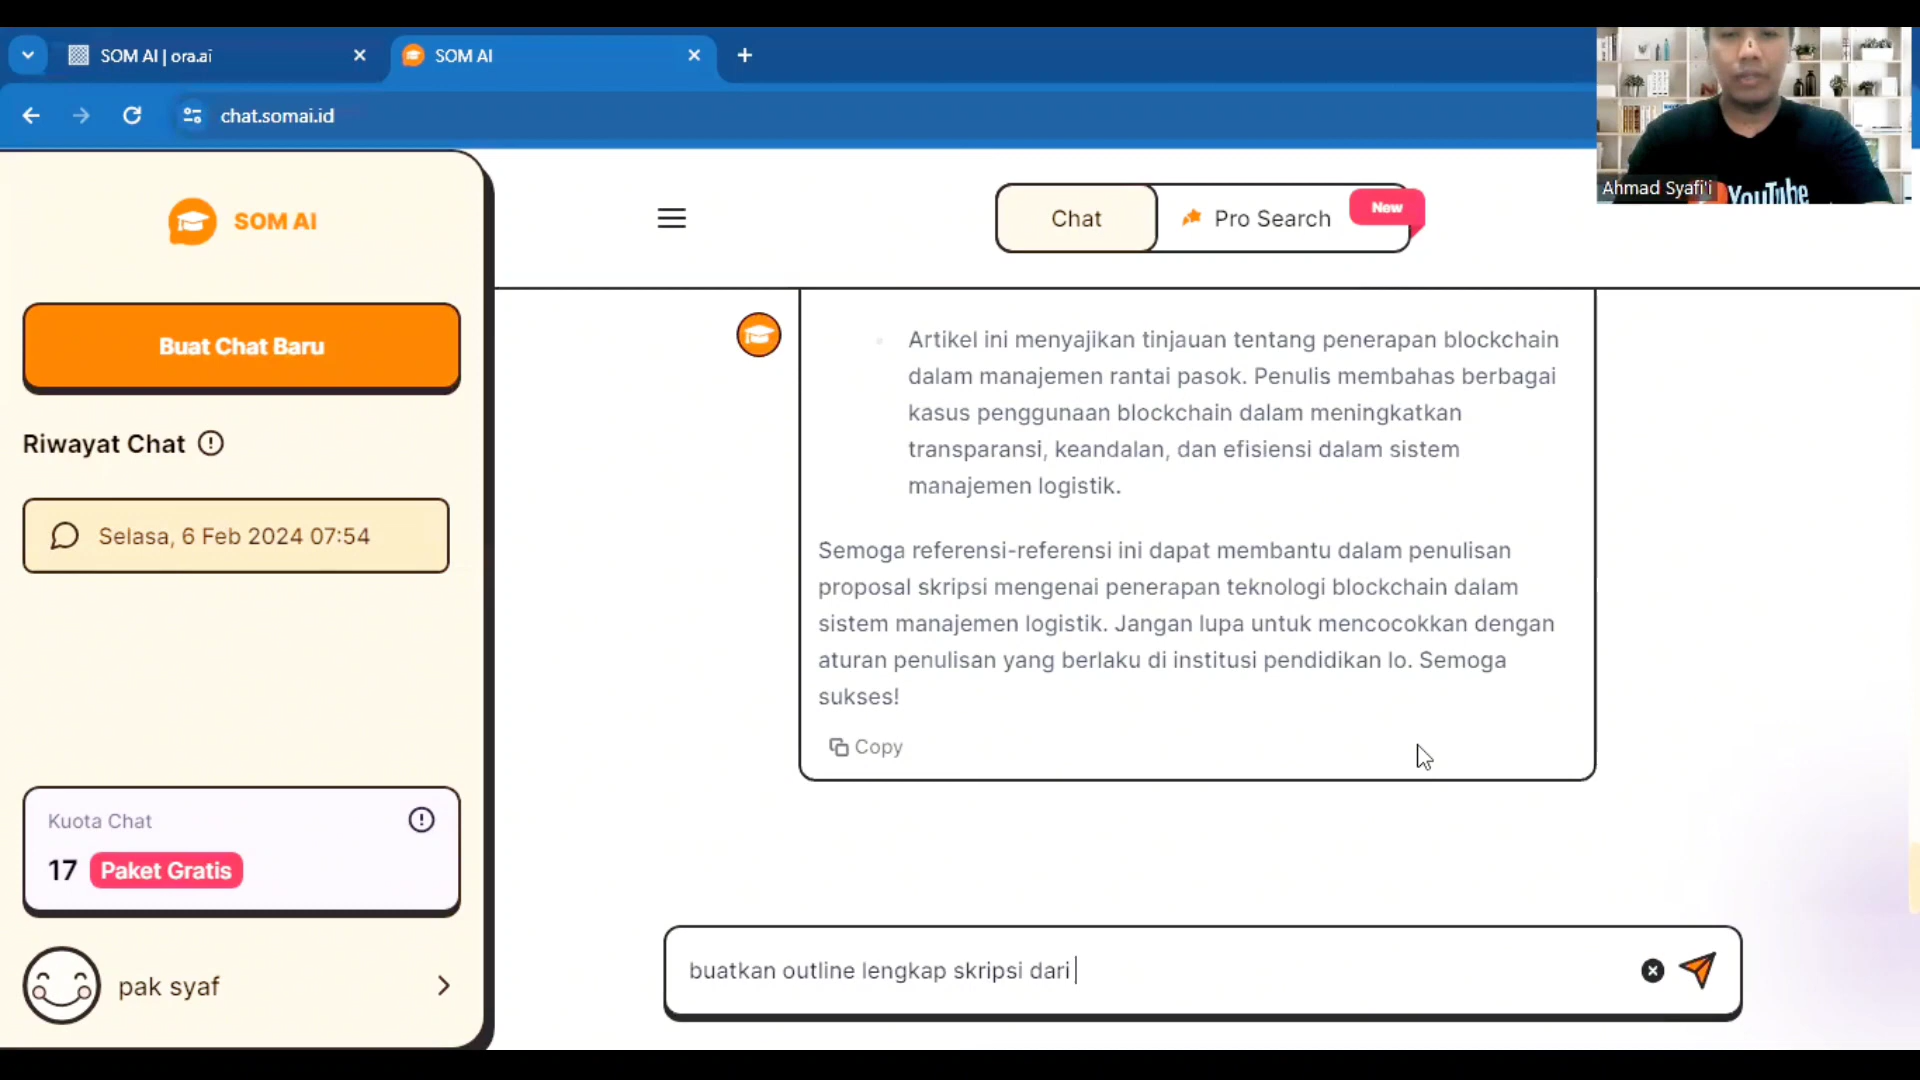 SOM AI | ora.ai
SOM AI
chat.somai.id
Ahmad Syafi'i
YouTube
SOM AI
Chat
Pro Search
New
Buat Chat Baru
Riwayat Chat
Selasa, 6 Feb 2024 07:54
Artikel ini menyajikan tinjauan tentang penerapan blockchain
dalam manajemen rantai pasok. Penulis membahas berbagai
kasus penggunaan blockchain dalam meningkatkan
transparansi, keandalan, dan efisiensi dalam sistem
manajemen logistik.
Semoga referensi-referensi ini dapat membantu dalam penulisan
proposal skripsi mengenai penerapan teknologi blockchain dalam
sistem manajemen logistik. Jangan lupa untuk mencocokkan dengan
aturan penulisan yang berlaku di institusi pendidikan lo. Semoga
sukses!
Copy
Kuota Chat
17 Paket Gratis
pak syaf
buatkan outline lengkap skripsi dari